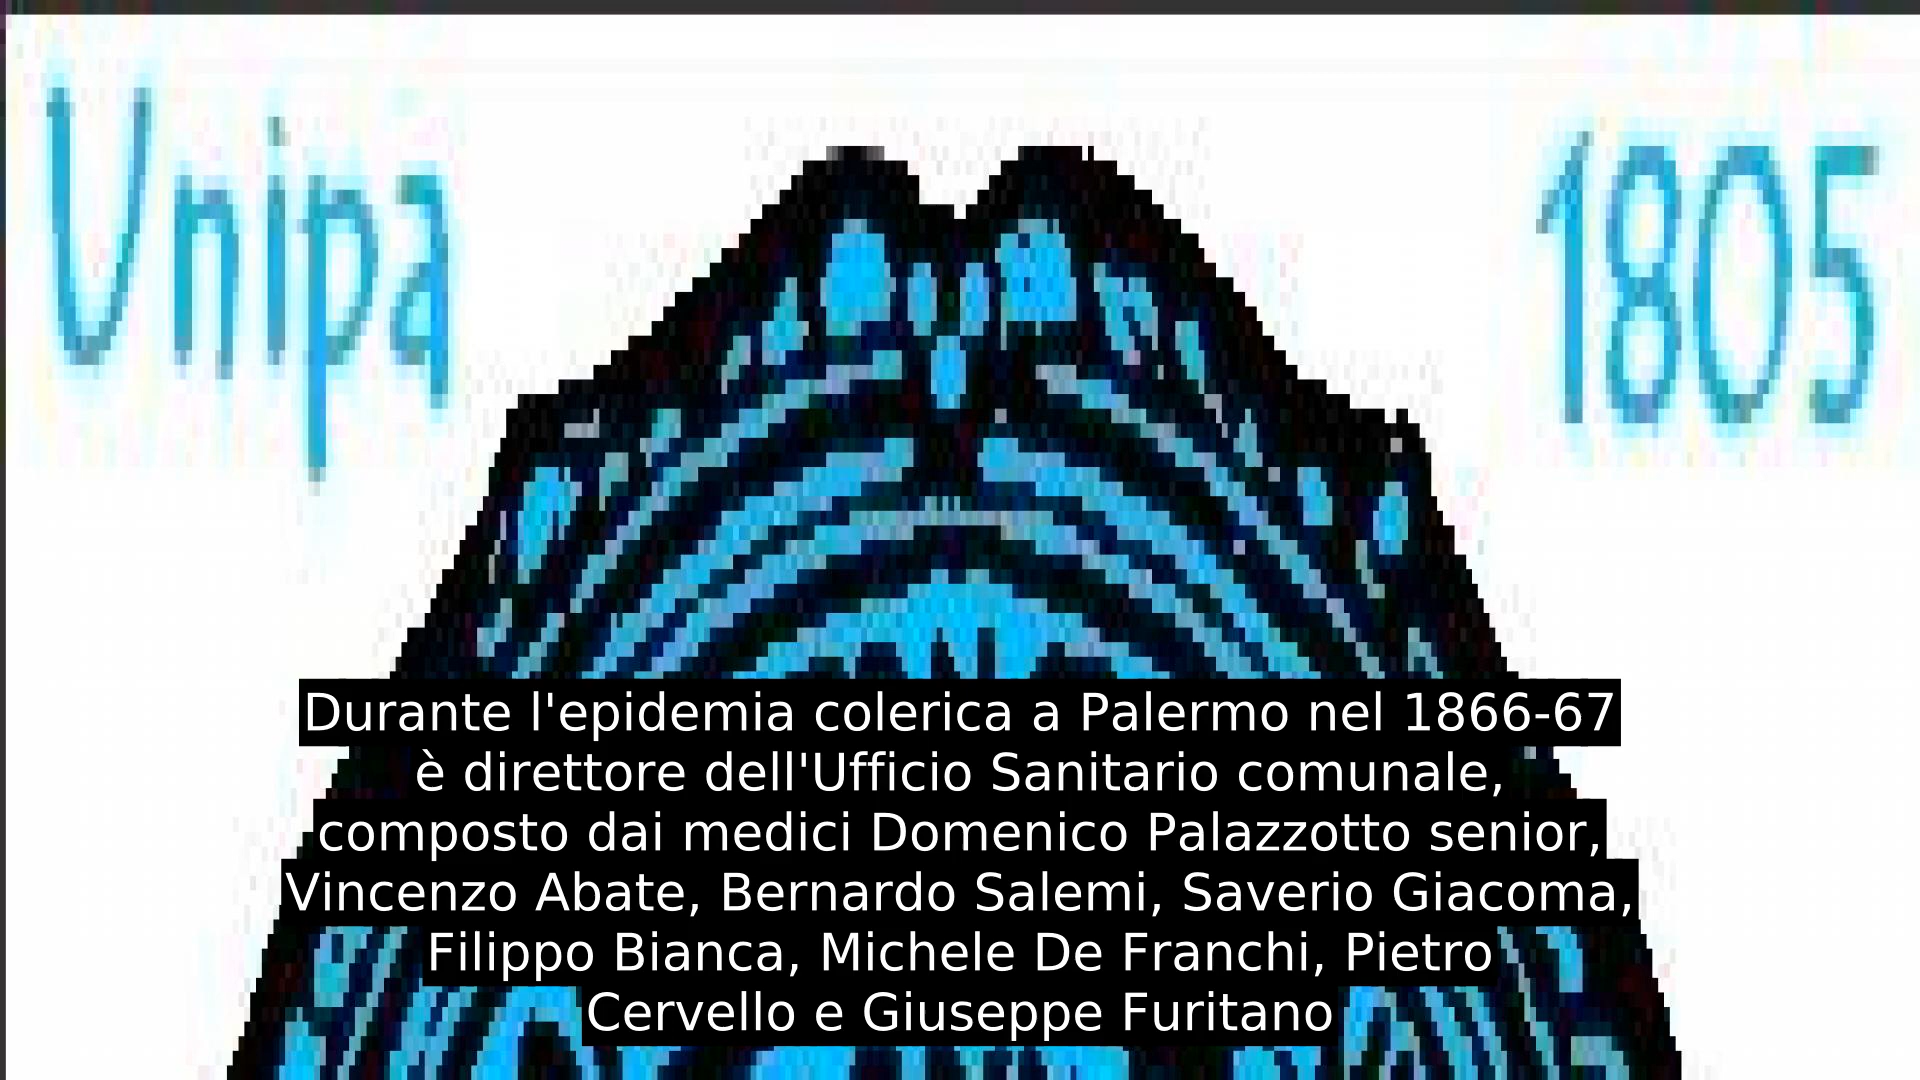 Unipa
1805
Durante l'epidemia colerica a Palermo nel 1866-67
è direttore dell'Ufficio Sanitario comunale,
composto dai medici Domenico Palazzotto senior,
Vincenzo Abate, Bernardo Salemi, Saverio Giacoma,
Filippo Bianca, Michele De Franchi, Pietro
Cervello e Giuseppe Furitano